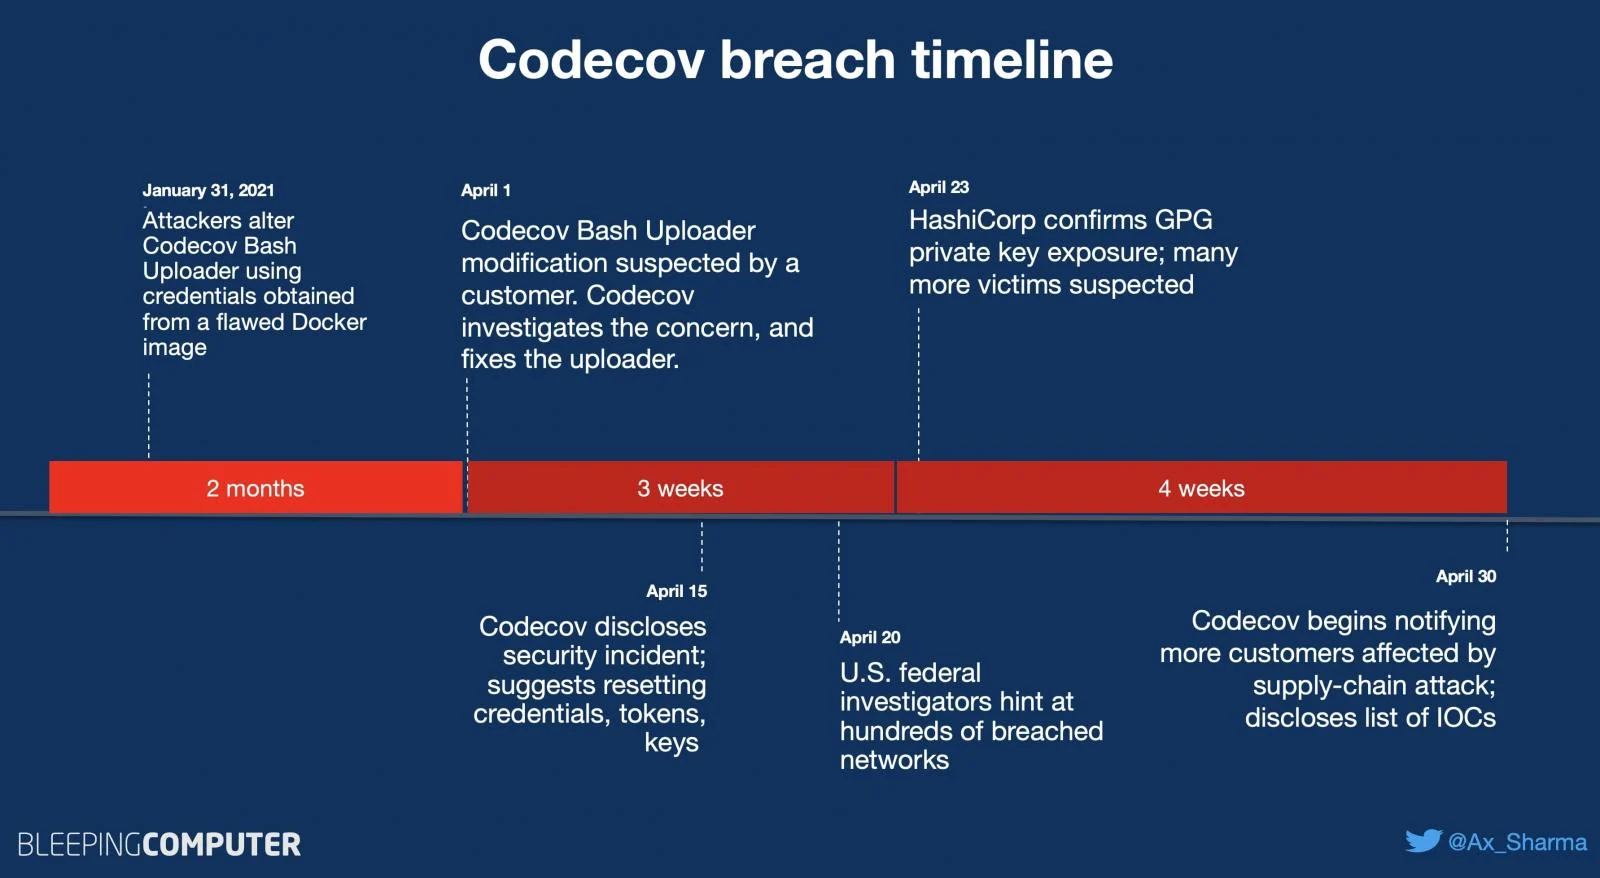 Codecov breach timeline
January 31, 2021
Attackers alter
Codecov Bash
Uploader using
credentials obtained
from a flawed Docker
image
April 1
Codecov Bash Uploader
modification suspected by a
customer. Codecov
investigates the concern, and
fixes the uploader.
April 23
HashiCorp confirms GPG
private key exposure; many
more victims suspected
2 months
3 weeks
4 weeks
April 15
Codecov discloses
security incident;
suggests resetting
credentials, tokens,
keys
April 20
U.S. federal
investigators hint at
hundreds of breached
networks
April 30
Codecov begins notifying
more customers affected by
supply-chain attack;
discloses list of IOCs
BLEEPINGCOMPUTER
@Ax_Sharma